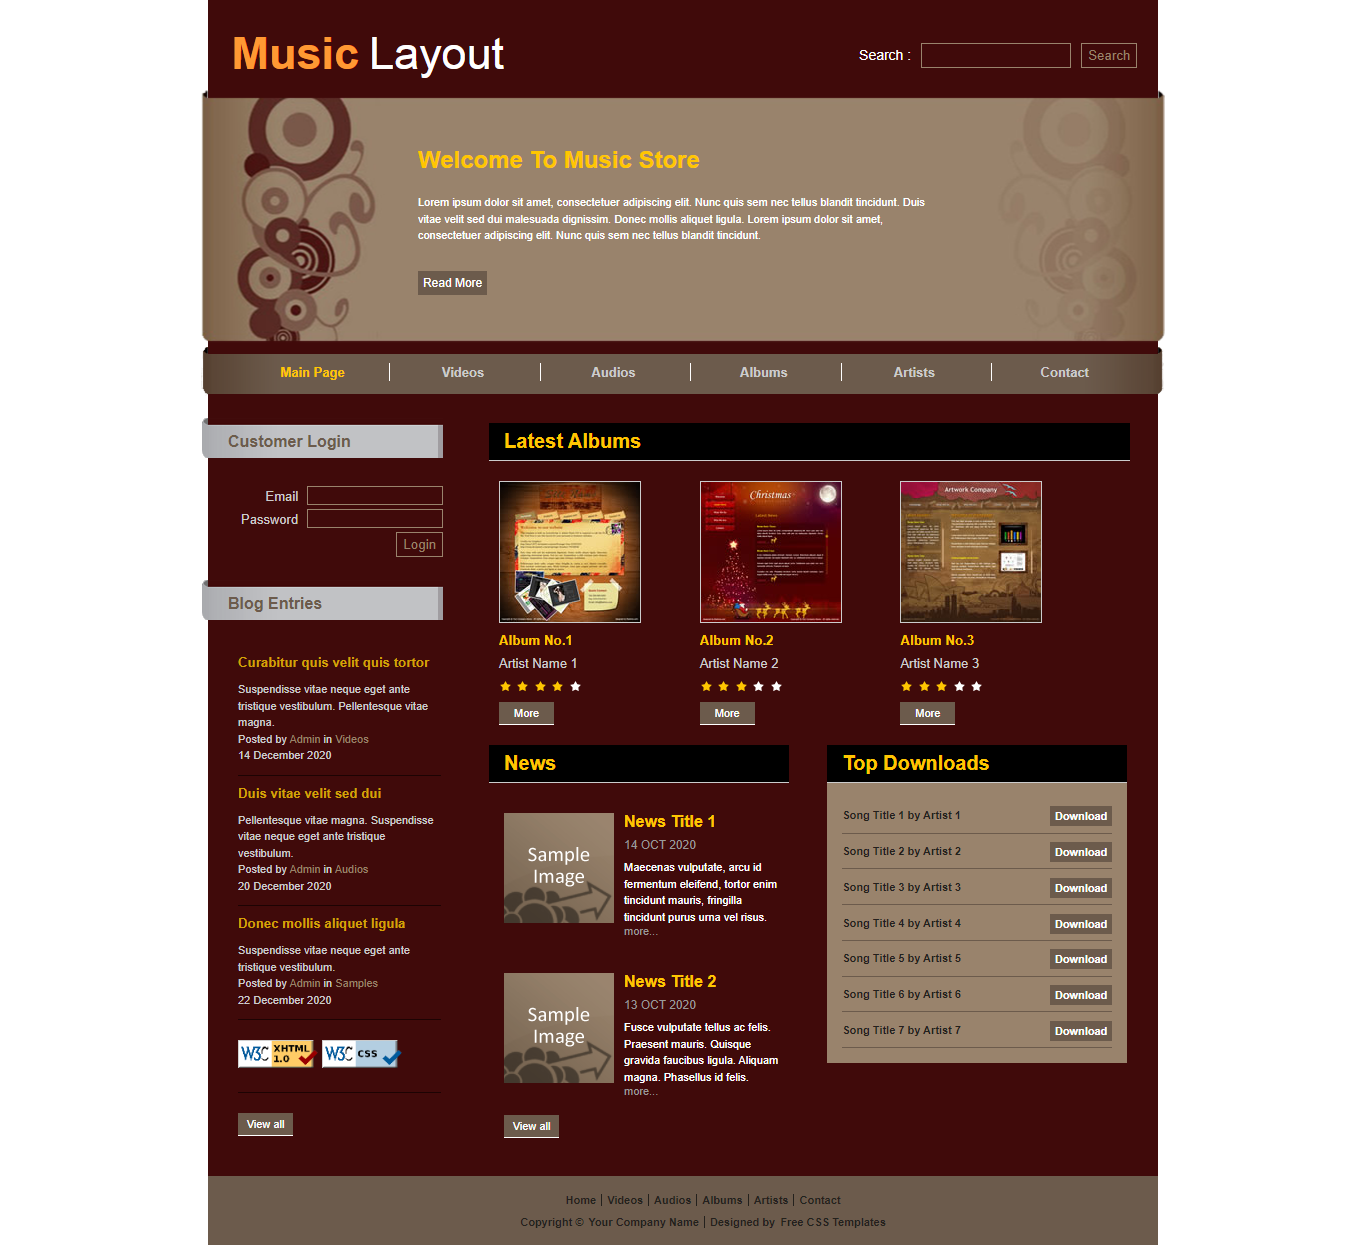 Music Layout
Search :
Search
Welcome To Music Store
Lorem ipsum dolor sit amet, consectetuer adipiscing elit. Nunc quis sem nec tellus blandit tincidunt. Duis
vitae velit sed dui malesuada dignissim. Donec mollis aliquet ligula. Lorem ipsum dolor sit amet,
consectetuer adipiscing elit. Nunc quis sem nec tellus blandit tincidunt.
Read More
Main Page
Videos
Audios
Albums
Artists
Contact
Customer Login
Email
Password
Login
Blog Entries
Curabitur quis velit quis tortor
Suspendisse vitae neque eget ante
tristique vestibulum. Pellentesque vitae
magna.
Posted by Admin in Videos
14 December 2020
Duis vitae velit sed dui
Pellentesque vitae magna. Suspendisse
vitae neque eget ante tristique
vestibulum.
Posted by Admin in Audios
20 December 2020
Donec mollis aliquet ligula
Suspendisse vitae neque eget ante
tristique vestibulum.
Posted by Admin in Samples
22 December 2020
W3C XHTML 1.0
W3C CSS
View all
Latest Albums
Christmas
Artwork Company
Album No.1
Artist Name 1
More
Album No.2
Artist Name 2
More
Album No.3
Artist Name 3
More
News
Sample
Image
News Title 1
14 OCT 2020
Maecenas vulputate, arcu id
fermentum eleifend, tortor enim
tincidunt mauris, fringilla
tincidunt purus urna vel risus.
more...
Sample
Image
News Title 2
13 OCT 2020
Fusce vulputate tellus ac felis.
Praesent mauris. Quisque
gravida faucibus ligula. Aliquam
magna. Phasellus id felis.
more...
View all
Top Downloads
Song Title 1 by Artist 1 Download
Song Title 2 by Artist 2 Download
Song Title 3 by Artist 3 Download
Song Title 4 by Artist 4 Download
Song Title 5 by Artist 5 Download
Song Title 6 by Artist 6 Download
Song Title 7 by Artist 7 Download
Home | Videos | Audios | Albums | Artists | Contact
Copyright © Your Company Name | Designed by Free CSS Templates